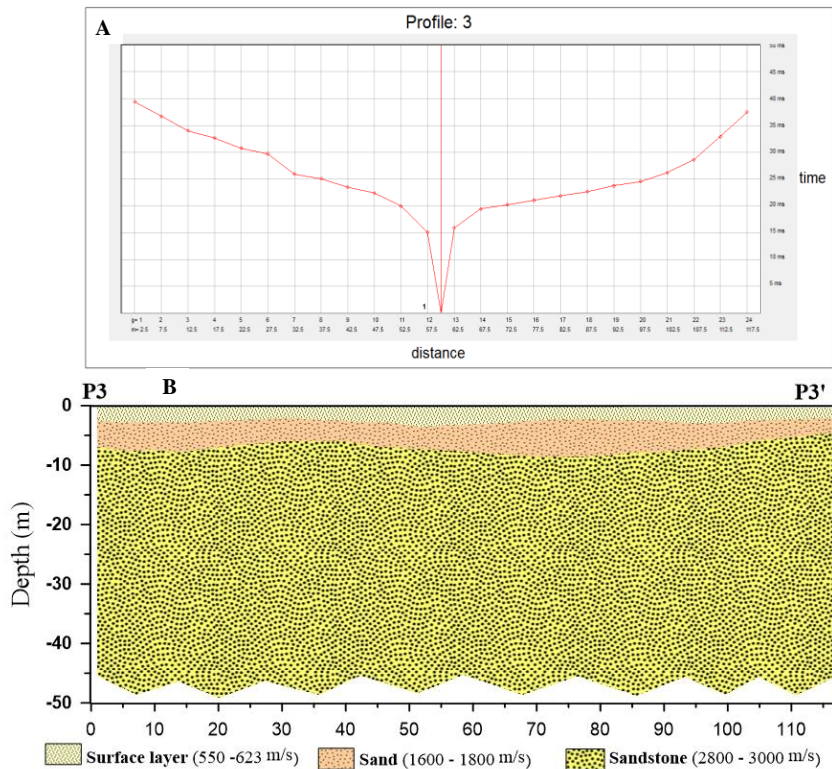 A
Profile: 3
50 ms
45 ms
40 ms
35 ms
30 ms
25 ms
20 ms
15 ms
10 ms
5 ms
time
1
g= 1 2 3 4 5 6 7 8 9 10 11 12 13 14 15 16 17 18 19 20 21 22 23 24
m= 2.5 7.5 12.5 17.5 22.5 27.5 32.5 37.5 42.5 47.5 52.5 57.5 62.5 67.5 72.5 77.5 82.5 87.5 92.5 97.5 102.5 107.5 112.5 117.5
distance
P3 B P3'
0
-10
-20
-30
-40
-50
Depth (m)
0 10 20 30 40 50 60 70 80 90 100 110
Surface layer (550 -623 m/s) Sand (1600 - 1800 m/s) Sandstone (2800 - 3000 m/s)